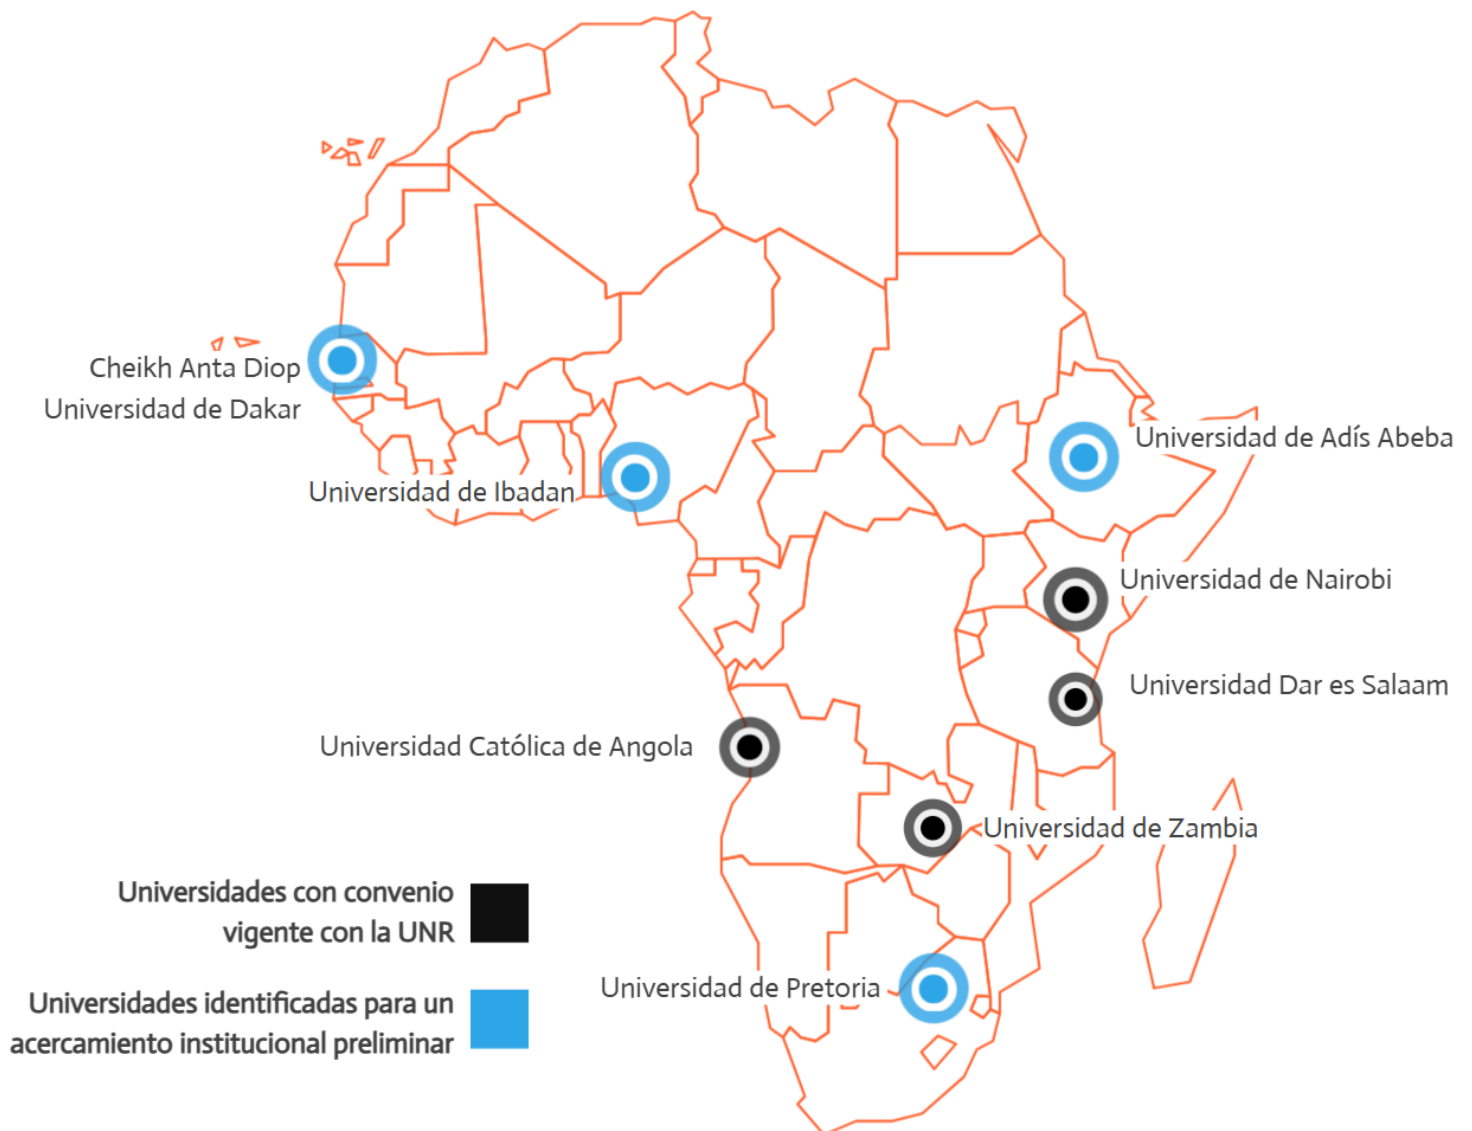 Cheikh Anta Diop
Universidad de Dakar
Universidad de Ibadan
Universidad de Adís Abeba
Universidad de Nairobi
Universidad Dar es Salaam
Universidad Católica de Angola
Universidad de Zambia
Universidad de Pretoria
Universidades con convenio
vigente con la UNR
Universidades identificadas para un
acercamiento institucional preliminar